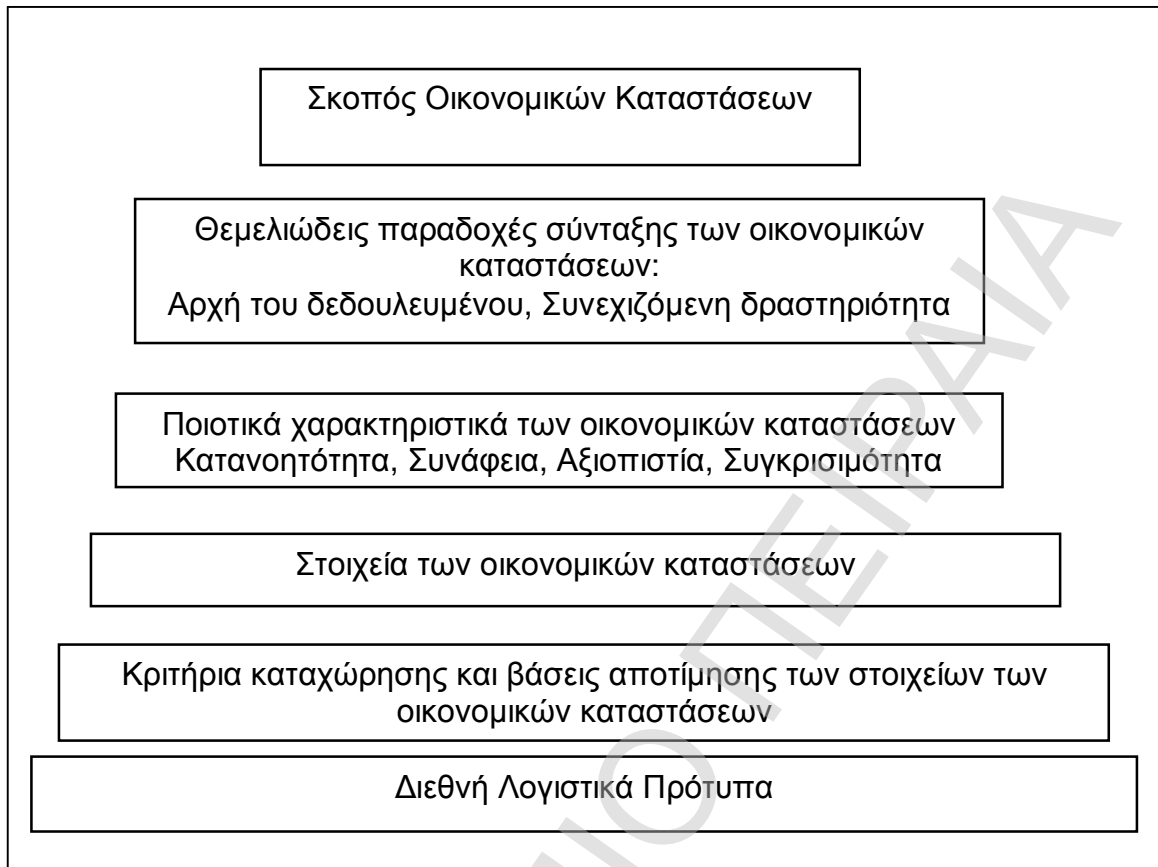 Σκοπός Οικονομικών Καταστάσεων
Θεμελιώδεις παραδοχές σύνταξης των οικονομικών
καταστάσεων:
Αρχή του δεδουλευμένου, Συνεχιζόμενη δραστηριότητα
Ποιοτικά χαρακτηριστικά των οικονομικών καταστάσεων
Κατανοητότητα, Συνάφεια, Αξιοπιστία, Συγκρισιμότητα
Στοιχεία των οικονομικών καταστάσεων
Κριτήρια καταχώρησης και βάσεις αποτίμησης των στοιχείων των
οικονομικών καταστάσεων
Διεθνή Λογιστικά Πρότυπα
ΠΕΙΡΑΙΑ